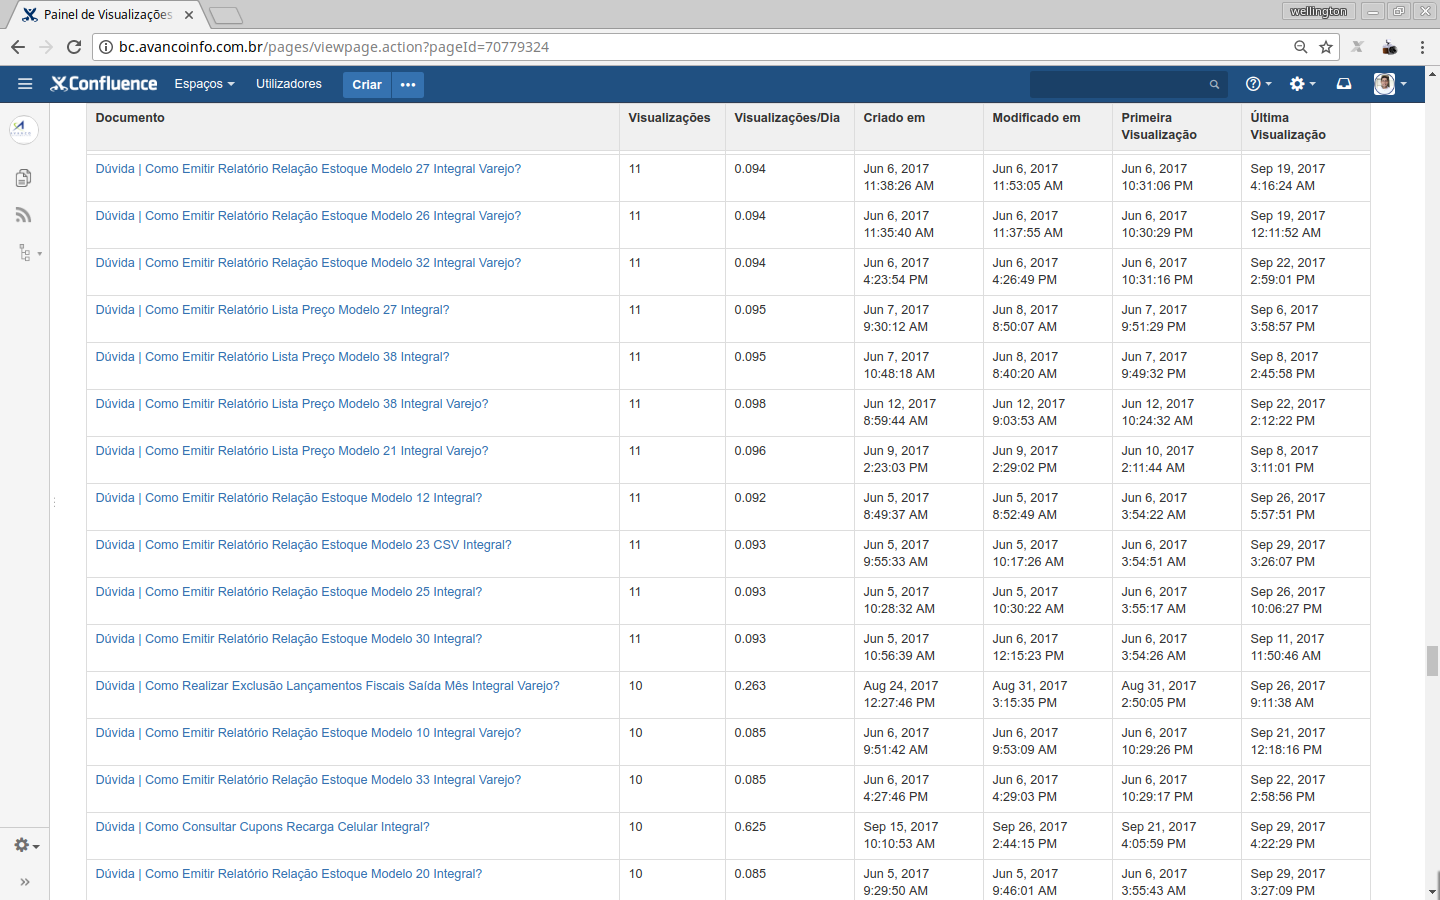 Painel de Visualizações
wellington
bc.avancoinfo.com.br/pages/viewpage.action?pageId=70779324
Confluence Espaços Utilizadores Criar •••
Documento Visualizações Visualizações/Dia Criado em Modificado em Primeira Visualização Última Visualização
Dúvida | Como Emitir Relatório Relação Estoque Modelo 27 Integral Varejo? 11 0.094 Jun 6, 2017 11:38:26 AM Jun 6, 2017 11:53:05 AM Jun 6, 2017 10:31:06 PM Sep 19, 2017 4:16:24 AM
Dúvida | Como Emitir Relatório Relação Estoque Modelo 26 Integral Varejo? 11 0.094 Jun 6, 2017 11:35:40 AM Jun 6, 2017 11:37:55 AM Jun 6, 2017 10:30:29 PM Sep 19, 2017 12:11:52 AM
Dúvida | Como Emitir Relatório Relação Estoque Modelo 32 Integral Varejo? 11 0.094 Jun 6, 2017 4:23:54 PM Jun 6, 2017 4:26:49 PM Jun 6, 2017 10:31:16 PM Sep 22, 2017 2:59:01 PM
Dúvida | Como Emitir Relatório Lista Preço Modelo 27 Integral? 11 0.095 Jun 7, 2017 9:30:12 AM Jun 8, 2017 8:50:07 AM Jun 7, 2017 9:51:29 PM Sep 6, 2017 3:58:57 PM
Dúvida | Como Emitir Relatório Lista Preço Modelo 38 Integral? 11 0.095 Jun 7, 2017 10:48:18 AM Jun 8, 2017 8:40:20 AM Jun 7, 2017 9:49:32 PM Sep 8, 2017 2:45:58 PM
Dúvida | Como Emitir Relatório Lista Preço Modelo 38 Integral Varejo? 11 0.098 Jun 12, 2017 8:59:44 AM Jun 12, 2017 9:03:53 AM Jun 12, 2017 10:24:32 AM Sep 22, 2017 2:12:22 PM
Dúvida | Como Emitir Relatório Lista Preço Modelo 21 Integral Varejo? 11 0.096 Jun 9, 2017 2:23:03 PM Jun 9, 2017 2:29:02 PM Jun 10, 2017 2:11:44 AM Sep 8, 2017 3:11:01 PM
Dúvida | Como Emitir Relatório Relação Estoque Modelo 12 Integral? 11 0.092 Jun 5, 2017 8:49:37 AM Jun 5, 2017 8:52:49 AM Jun 6, 2017 3:54:22 AM Sep 26, 2017 5:57:51 PM
Dúvida | Como Emitir Relatório Relação Estoque Modelo 23 CSV Integral? 11 0.093 Jun 5, 2017 9:55:33 AM Jun 5, 2017 10:17:26 AM Jun 6, 2017 3:54:51 AM Sep 29, 2017 3:26:07 PM
Dúvida | Como Emitir Relatório Relação Estoque Modelo 25 Integral? 11 0.093 Jun 5, 2017 10:28:32 AM Jun 5, 2017 10:30:22 AM Jun 6, 2017 3:55:17 AM Sep 26, 2017 10:06:27 PM
Dúvida | Como Emitir Relatório Relação Estoque Modelo 30 Integral? 11 0.093 Jun 5, 2017 10:56:39 AM Jun 6, 2017 12:15:23 PM Jun 6, 2017 3:54:26 AM Sep 11, 2017 11:50:46 AM
Dúvida | Como Realizar Exclusão Lançamentos Fiscais Saída Mês Integral Varejo? 10 0.263 Aug 24, 2017 12:27:46 PM Aug 31, 2017 3:15:35 PM Aug 31, 2017 2:50:05 PM Sep 26, 2017 9:11:38 AM
Dúvida | Como Emitir Relatório Relação Estoque Modelo 10 Integral Varejo? 10 0.085 Jun 6, 2017 9:51:42 AM Jun 6, 2017 9:53:09 AM Jun 6, 2017 10:29:26 PM Sep 21, 2017 12:18:16 PM
Dúvida | Como Emitir Relatório Relação Estoque Modelo 33 Integral Varejo? 10 0.085 Jun 6, 2017 4:27:46 PM Jun 6, 2017 4:29:03 PM Jun 6, 2017 10:29:17 PM Sep 22, 2017 2:58:56 PM
Dúvida | Como Consultar Cupons Recarga Celular Integral? 10 0.625 Sep 15, 2017 10:10:53 AM Sep 26, 2017 2:44:15 PM Sep 21, 2017 4:05:59 PM Sep 29, 2017 4:22:29 PM
Dúvida | Como Emitir Relatório Relação Estoque Modelo 20 Integral? 10 0.085 Jun 5, 2017 9:29:50 AM Jun 5, 2017 9:46:01 AM Jun 6, 2017 3:55:43 AM Sep 29, 2017 3:27:09 PM